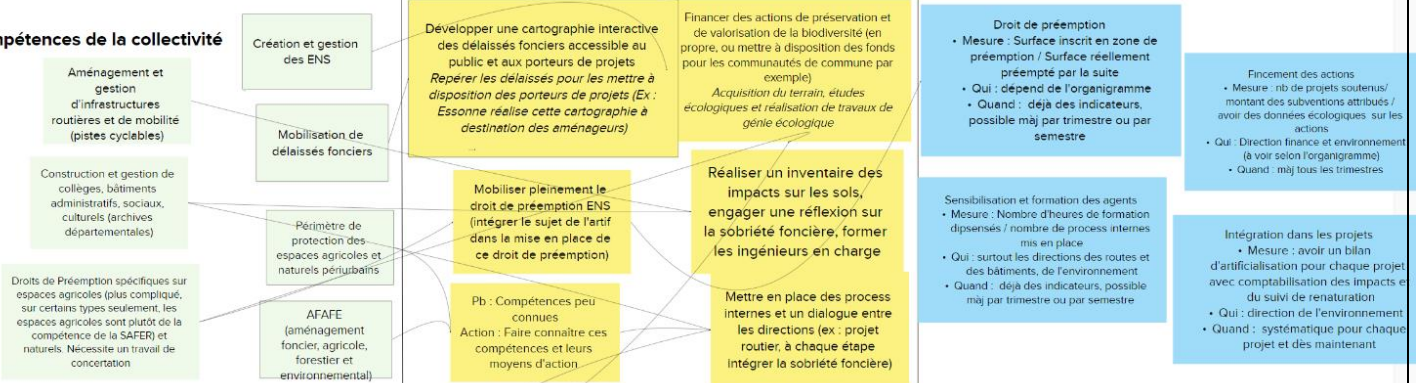 mpétences de la collectivité
Aménagement et
gestion
d'infrastructures
routières et de mobilité
(pistes cyclables)
Construction et gestion de
collèges, bâtiments
administratifs, sociaux,
culturels (archives
départementales)
Droits de Préemption spécifiques sur
espaces agricoles (plus compliqué,
sur certains types seulement, les
espaces agricoles sont plutôt de la
compétence de la SAFER) et
naturels. Nécessite un travail de
concertation
Création et gestion
des ENS
Mobilisation de
délaissés fonciers
Périmètre de
protection des
espaces agricoles et
naturels périurbains
AFAFE
(aménagement
foncier, agricole,
forestier et
environnemental)
Développer une cartographie interactive
des délaissés fonciers accessible au
public et aux porteurs de projets
Repérer les délaissés pour les mettre à
disposition des porteurs de projets (Ex :
Essonne réalise cette cartographie à
destination des aménageurs)
...
Financer des actions de préservation et
de valorisation de la biodiversité (en
propre, ou mettre à disposition des fonds
pour les communautés de commune par
exemple)
Acquisition du terrain, études
écologiques et réalisation de travaux de
génie écologique
Mobiliser pleinement le
droit de préemption ENS
(intégrer le sujet de l'artif
dans la mise en place de
ce droit de préemption)
Réaliser un inventaire des
impacts sur les sols,
engager une réflexion sur
la sobriété foncière, former
les ingénieurs en charge
Pb : Compétences peu
connues
Action : Faire connaître ces
compétences et leurs
moyens d'action
Mettre en place des process
internes et un dialogue entre
les directions (ex : projet
routier, à chaque étape
intégrer la sobriété foncière)
Droit de préemption
• Mesure : Surface inscrit en zone de
préemption / Surface réellement
préempté par la suite
• Qui : dépend de l'organigramme
• Quand : déjà des indicateurs,
possible màj par trimestre ou par
semestre
Fincement des actions
• Mesure : nb de projets soutenus/
montant des subventions attribués /
avoir des données écologiques sur les
actions
• Qui : Direction finance et environnement
(à voir selon l'organigramme)
• Quand : màj tous les trimestres
Sensibilisation et formation des agents
• Mesure : Nombre d'heures de formation
dipsensés / nombre de process internes
mis en place
• Qui : surtout les directions des routes et
des bâtiments, de l'environnement
• Quand : déjà des indicateurs, possible
màj par trimestre ou par semestre
Intégration dans les projets
• Mesure : avoir un bilan
d'artificialisation pour chaque projet
avec comptabilisation des impacts et
du suivi de renaturation
• Qui : direction de l'environnement
• Quand : systématique pour chaque
projet et dès maintenant